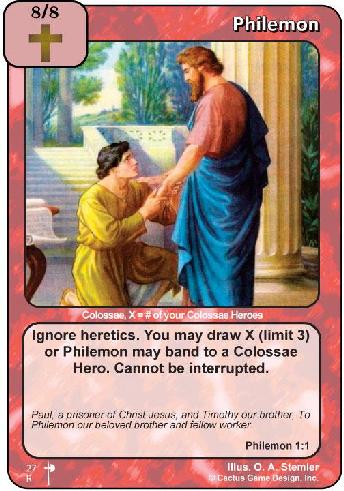 8/8
Philemon
Colossae, X = # of your Colossae Heroes
Ignore heretics. You may draw X (limit 3)
or Philemon may band to a Colossae
Hero. Cannot be interrupted.
Paul, a prisoner of Christ Jesus, and Timothy our brother, To
Philemon our beloved brother and fellow worker.
Philemon 1:1
27
R
Illus. O. A. Stemler
© Cactus Game Design, Inc.